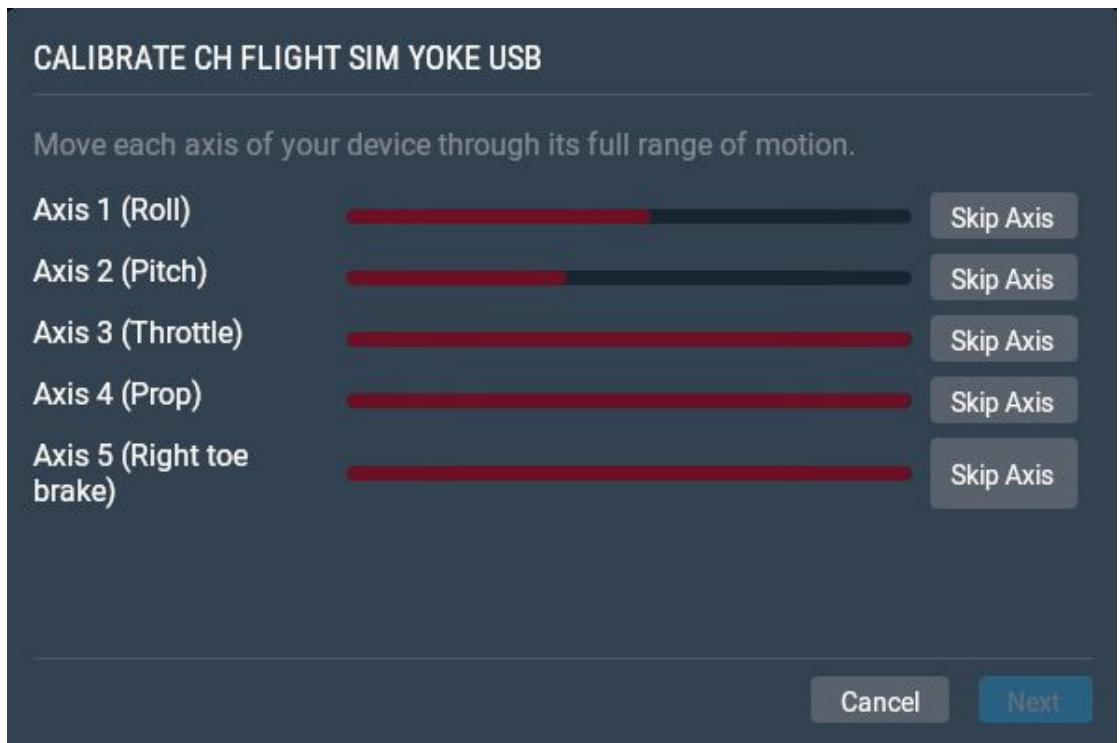 CALIBRATE CH FLIGHT SIM YOKE USB
Move each axis of your device through its full range of motion.
Axis 1 (Roll)
Skip Axis
Axis 2 (Pitch)
Skip Axis
Axis 3 (Throttle)
Skip Axis
Axis 4 (Prop)
Skip Axis
Axis 5 (Right toe
brake)
Skip Axis
Cancel
Next